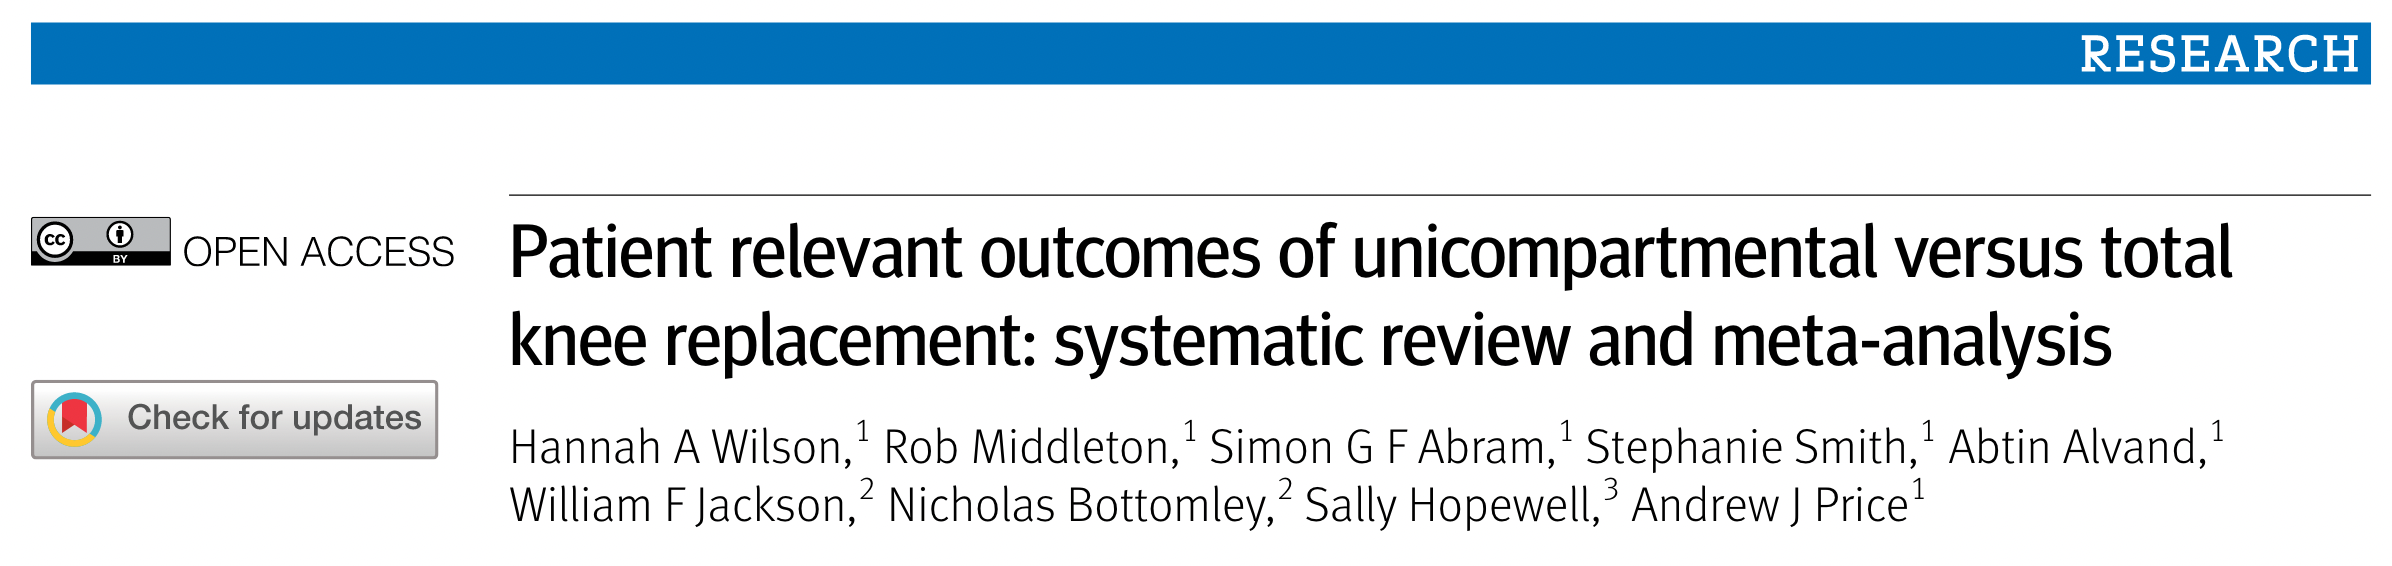 RESEARCH
cc
BY
OPEN ACCESS
Patient relevant outcomes of unicompartmental versus total
knee replacement: systematic review and meta-analysis
Check for updates
Hannah A Wilson,1 Rob Middleton,1 Simon G F Abram,1 Stephanie Smith,1 Abtin Alvand,1
William F Jackson,2 Nicholas Bottomley,2 Sally Hopewell,3 Andrew J Price1